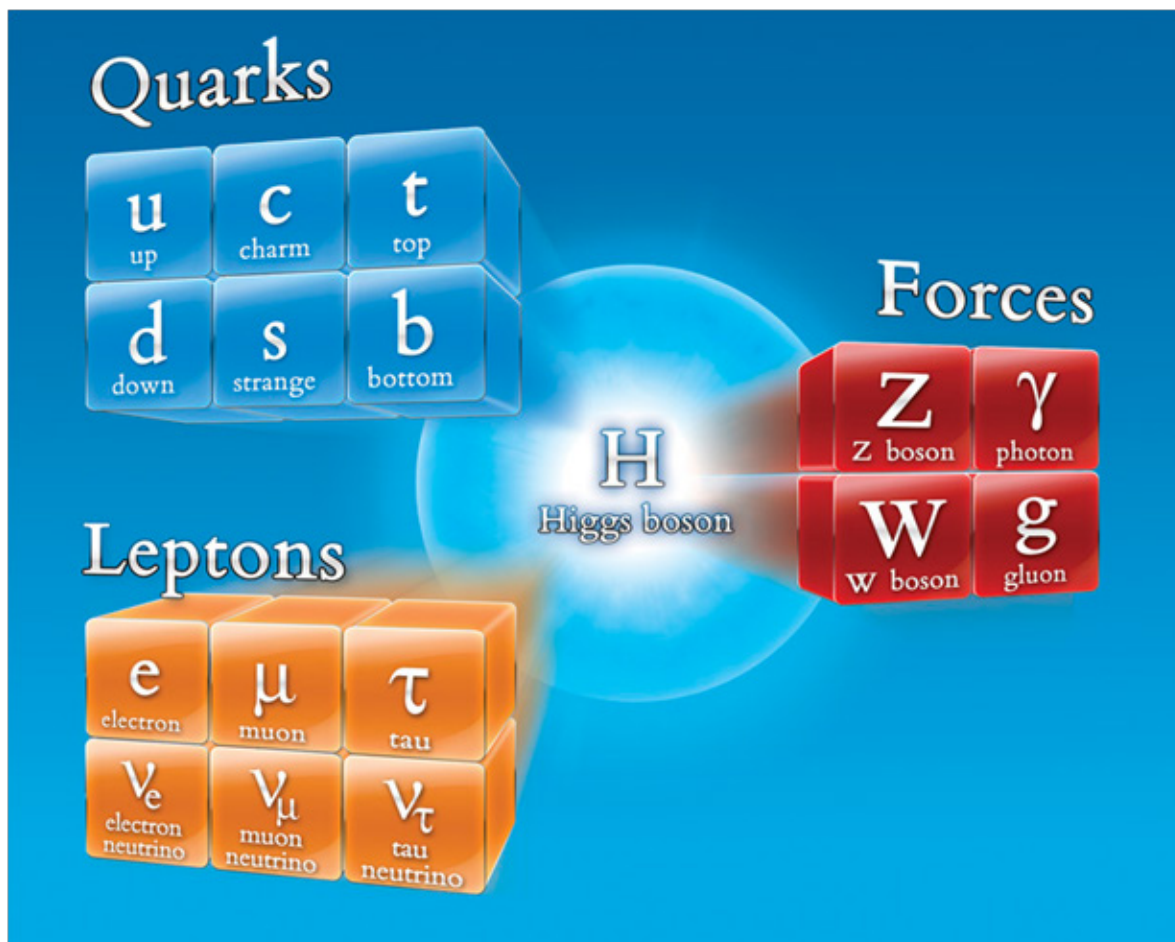 Quarks
u
up
c
charm
t
top
d
down
s
strange
b
bottom
Forces
Z
Z boson
γ
photon
W
W boson
g
gluon
H
Higgs boson
Leptons
e
electron
μ
muon
τ
tau
νe
electron
neutrino
νμ
muon
neutrino
ντ
tau
neutrino